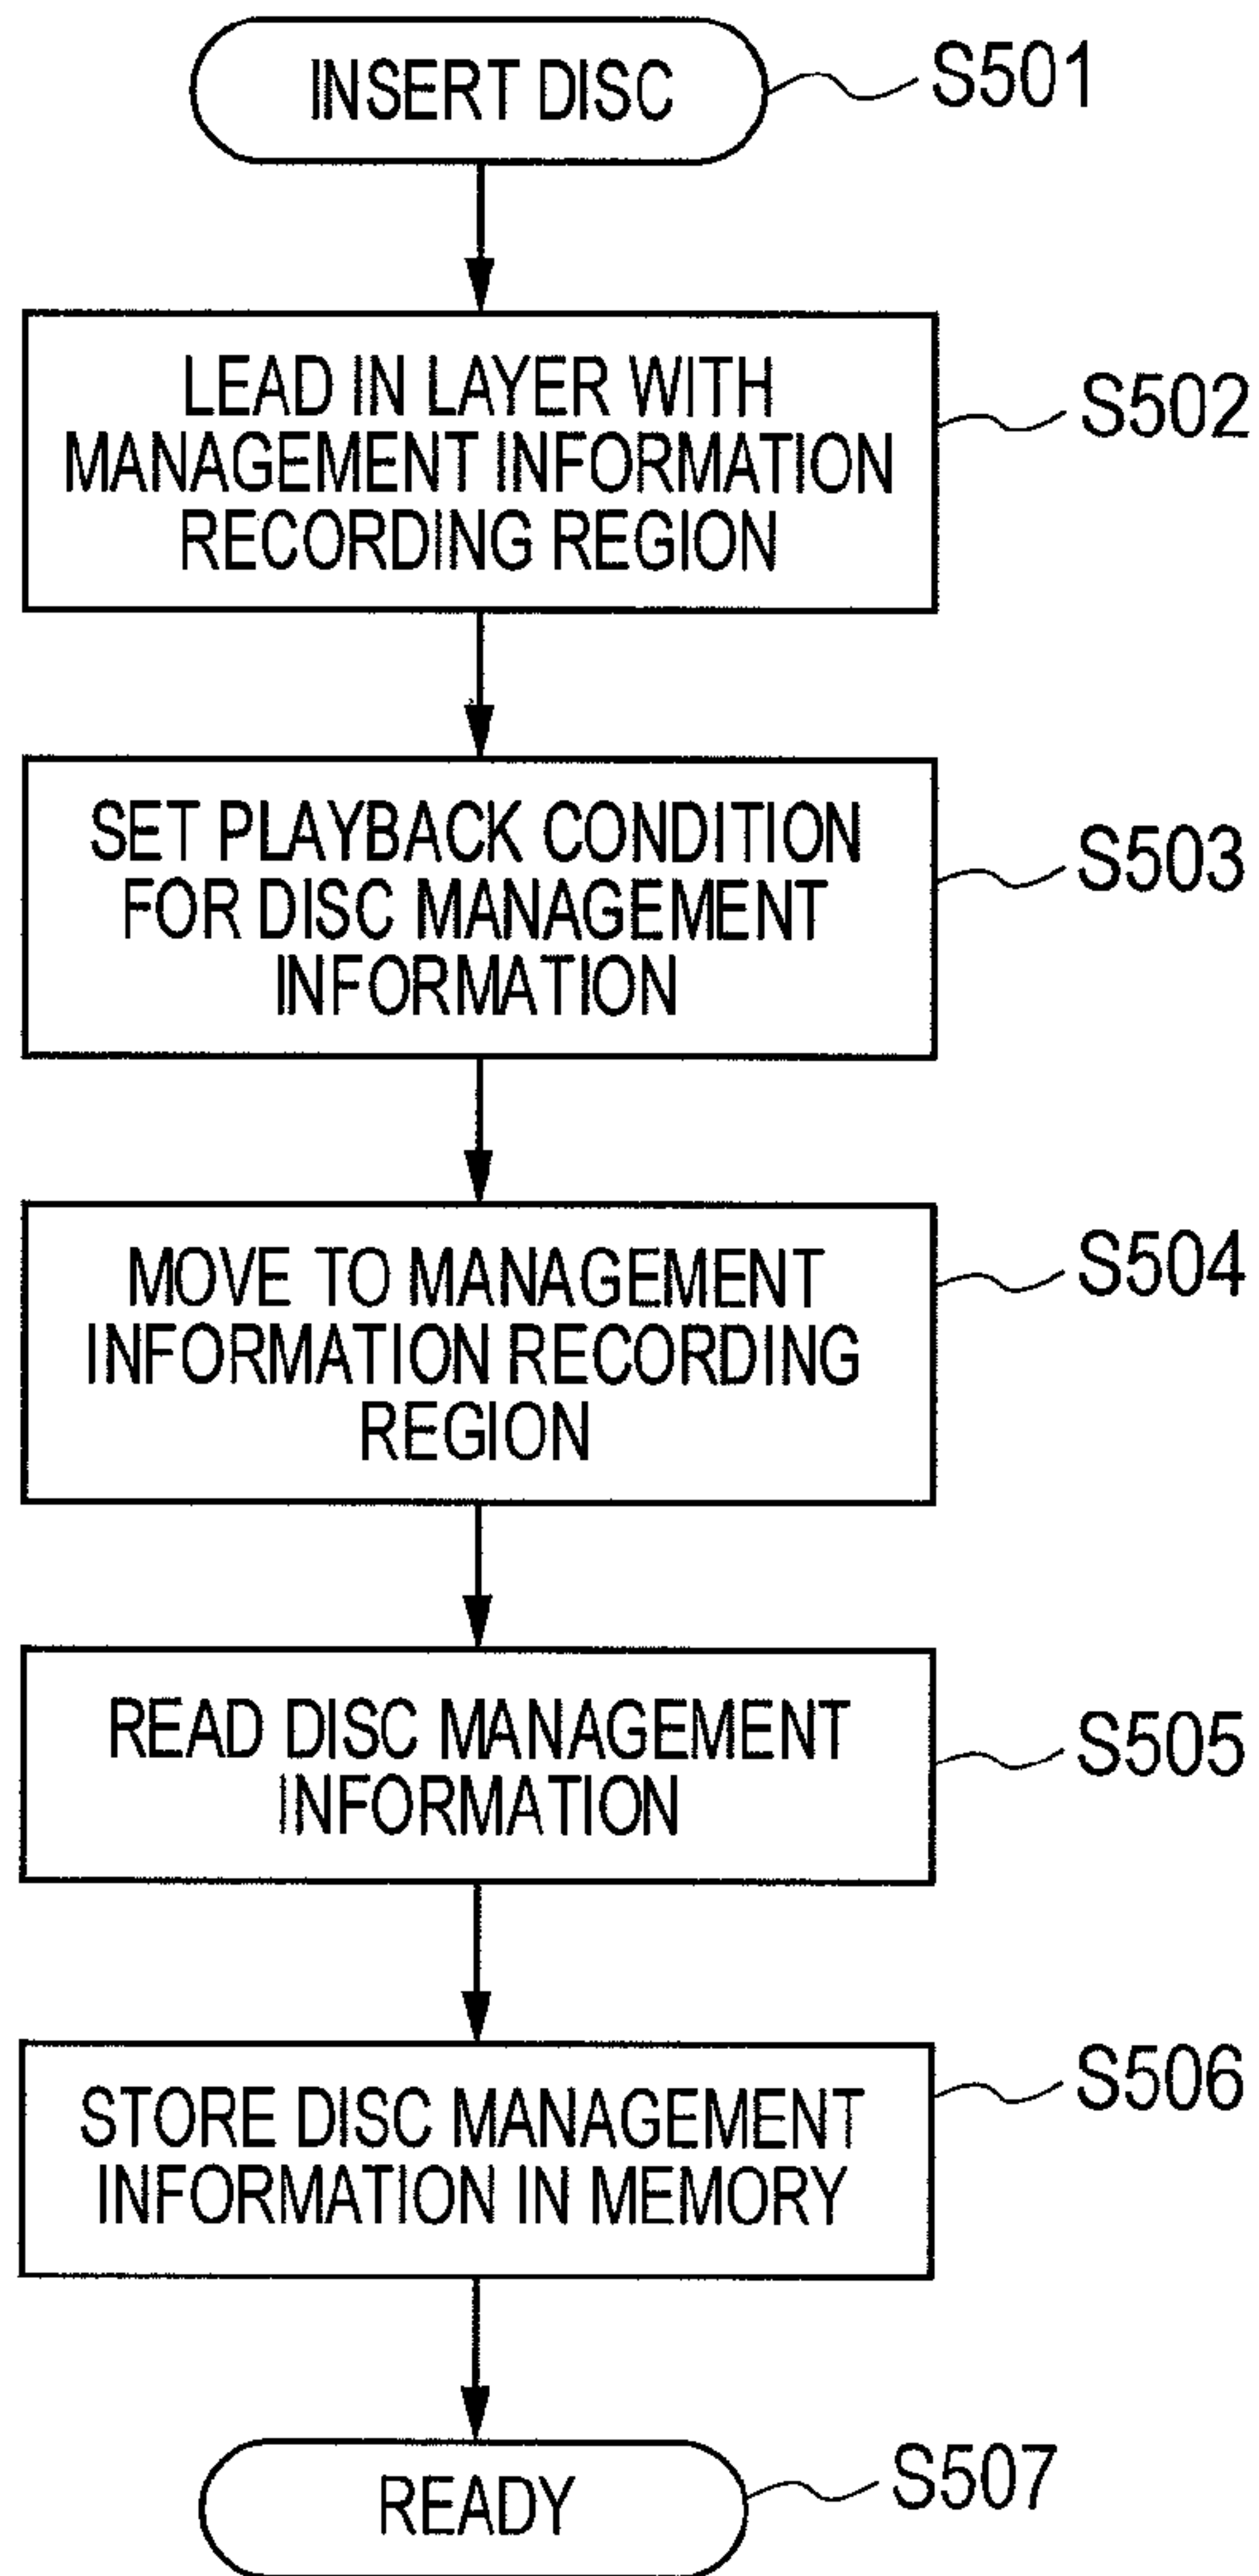 INSERT DISC
S501
LEAD IN LAYER WITH
MANAGEMENT INFORMATION
RECORDING REGION
S502
SET PLAYBACK CONDITION
FOR DISC MANAGEMENT
INFORMATION
S503
MOVE TO MANAGEMENT
INFORMATION RECORDING
REGION
S504
READ DISC MANAGEMENT
INFORMATION
S505
STORE DISC MANAGEMENT
INFORMATION IN MEMORY
S506
READY
S507